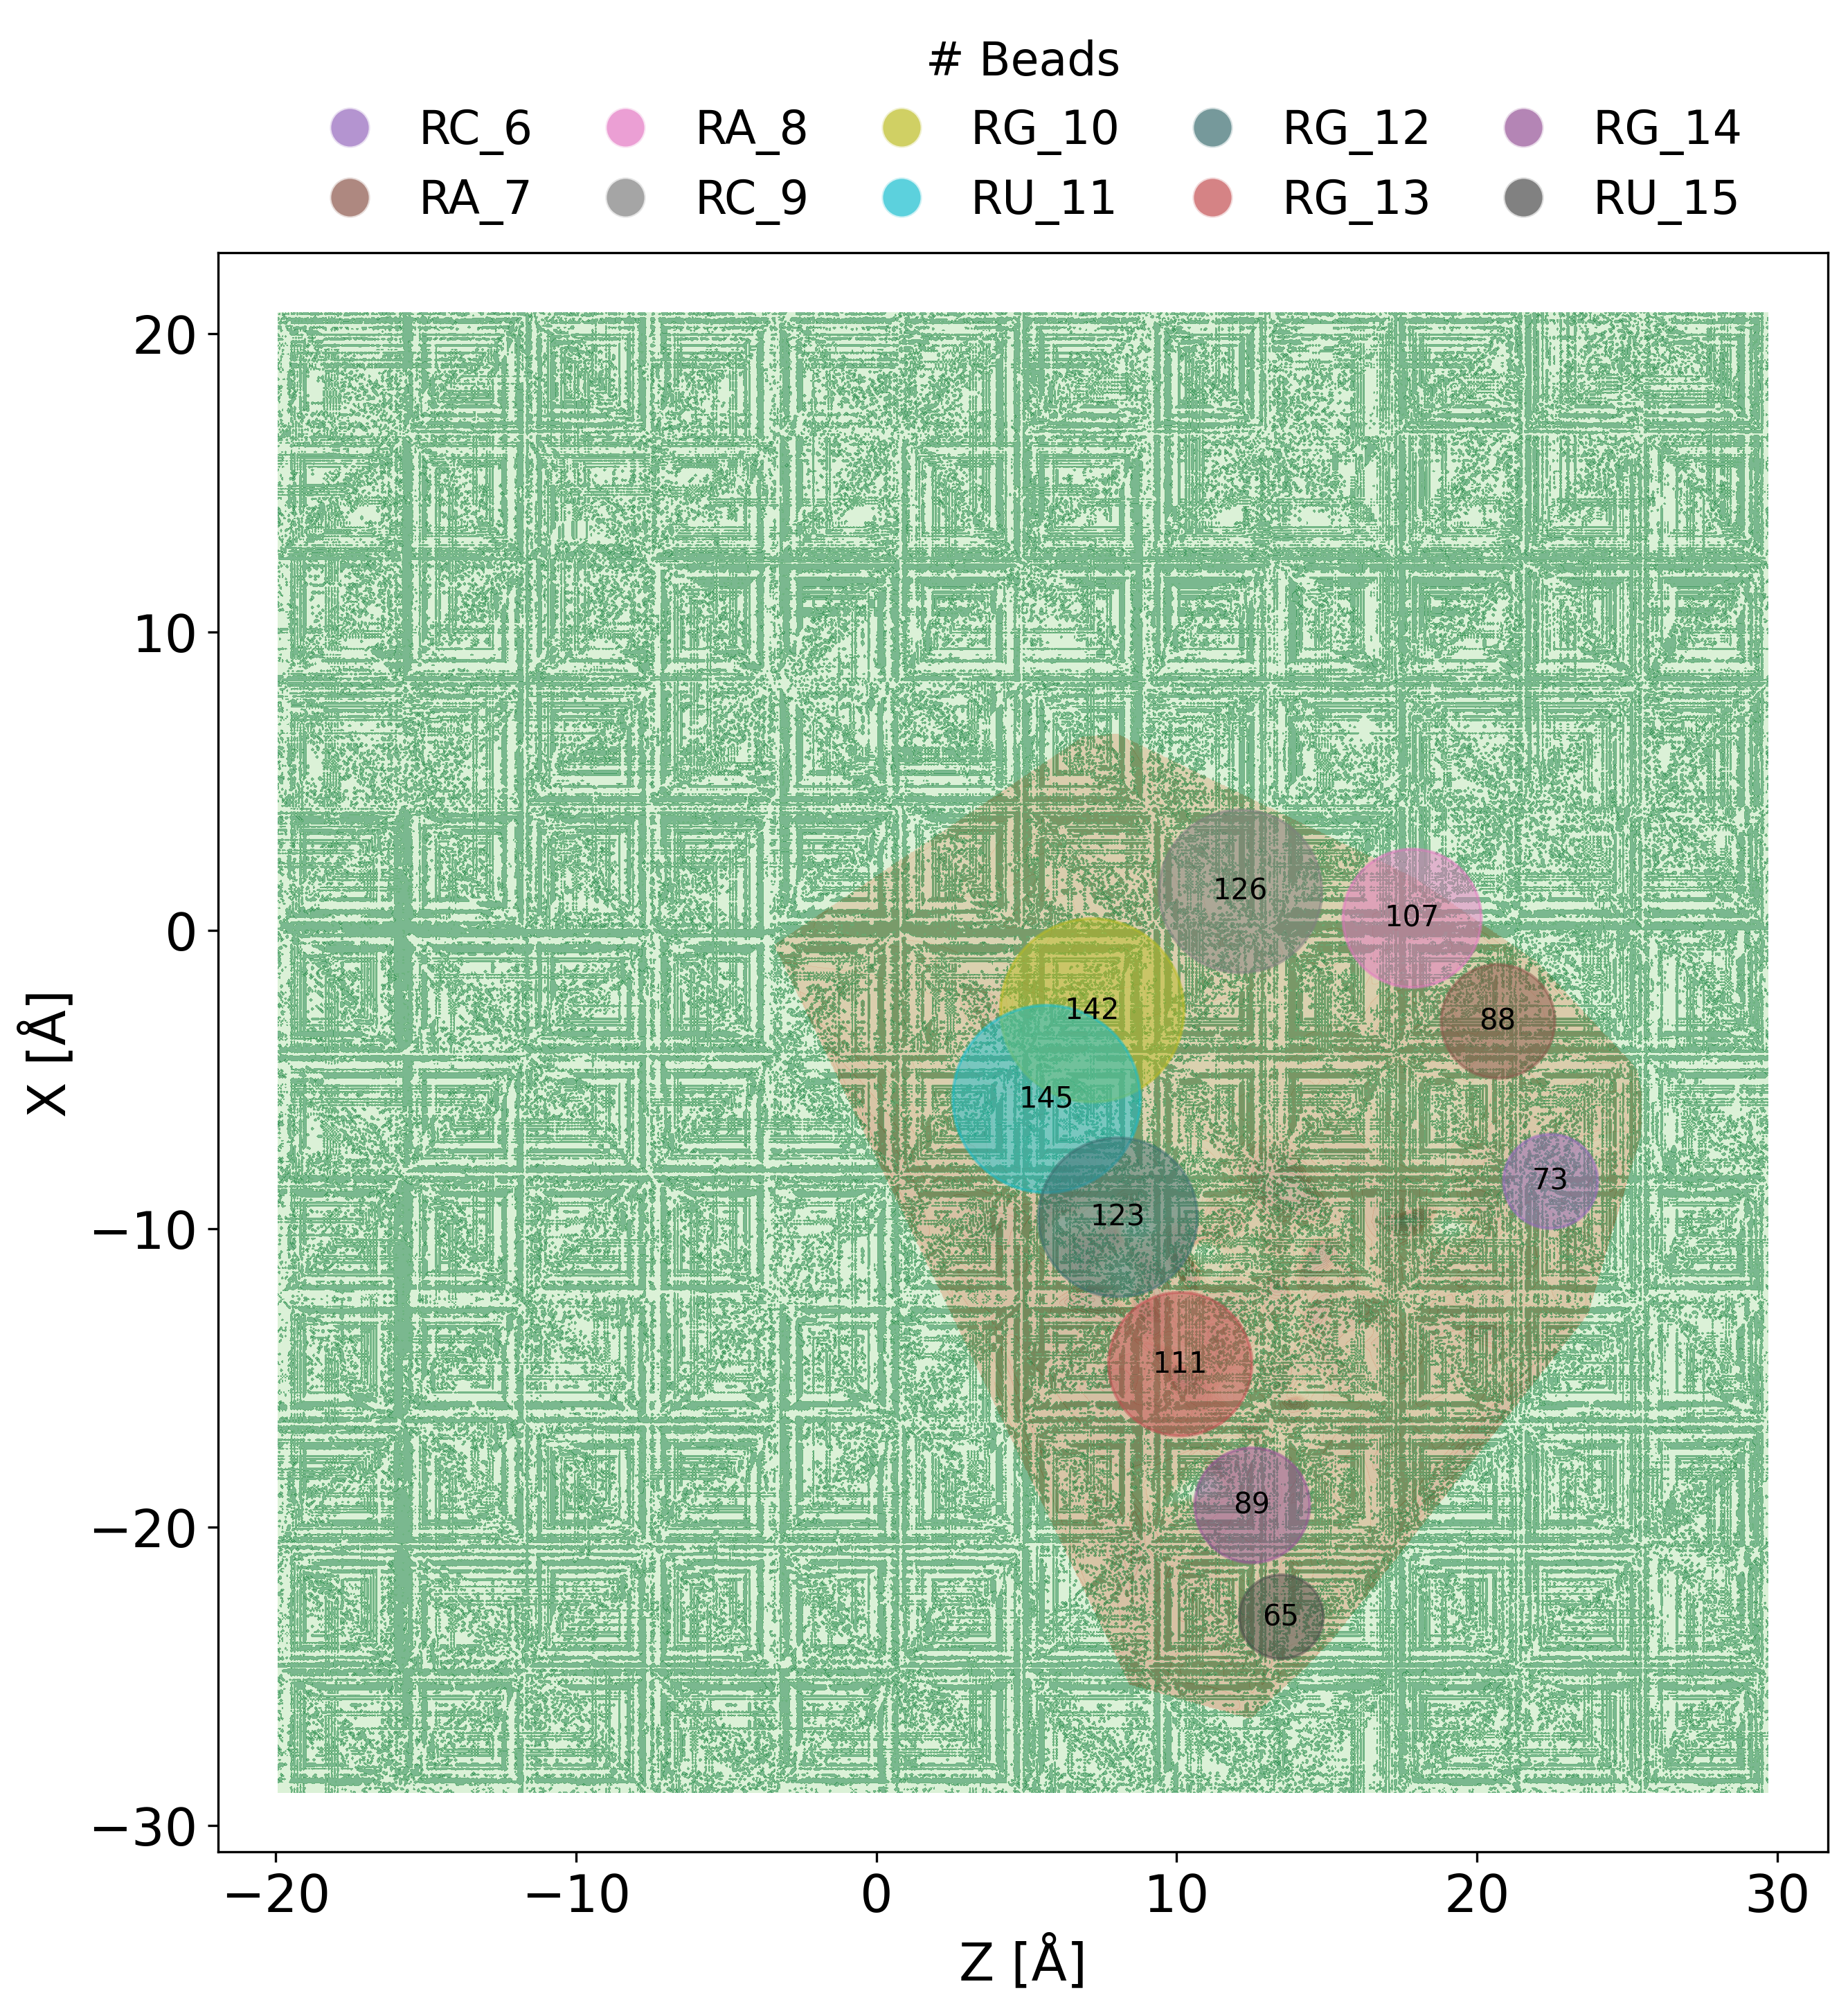 # Beads
RC_6 RA_8 RG_10 RG_12 RG_14
RA_7 RC_9 RU_11 RG_13 RU_15
20
10
0
−10
−20
−30
X [Å]
126
107
142
88
145
73
123
111
89
65
−20 −10 0 10 20 30
Z [Å]